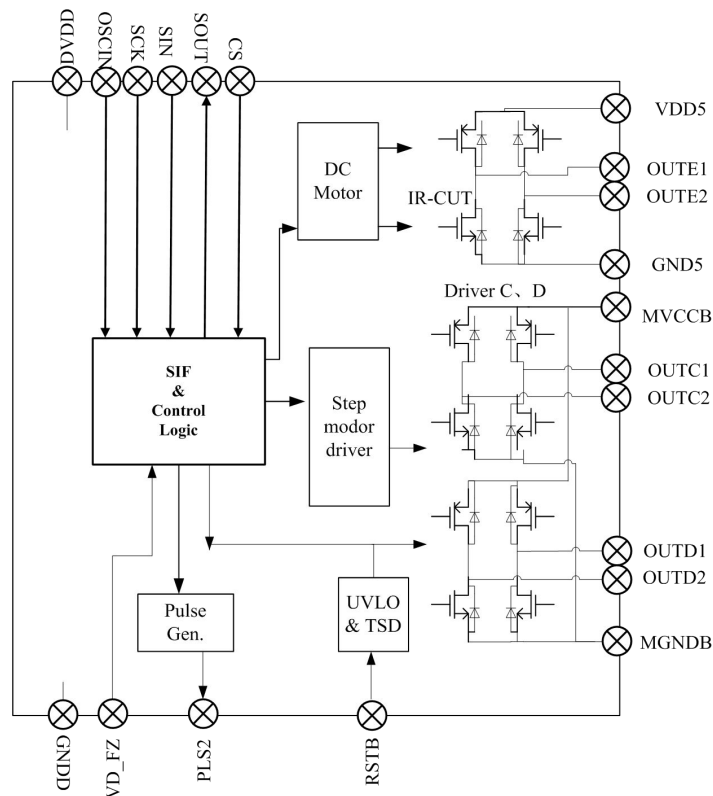 DVDD
OSCIN
SCK
SIN
SOUT
CS
VDD5
OUTE1
OUTE2
GND5
MVCCB
OUTC1
OUTC2
OUTD1
OUTD2
MGNDB
DC
Motor
IR-CUT
Driver C、D
SIF
&
Control
Logic
Step
modor
driver
Pulse
Gen.
UVLO
& TSD
GNDD
VD_FZ
PLS2
RSTB